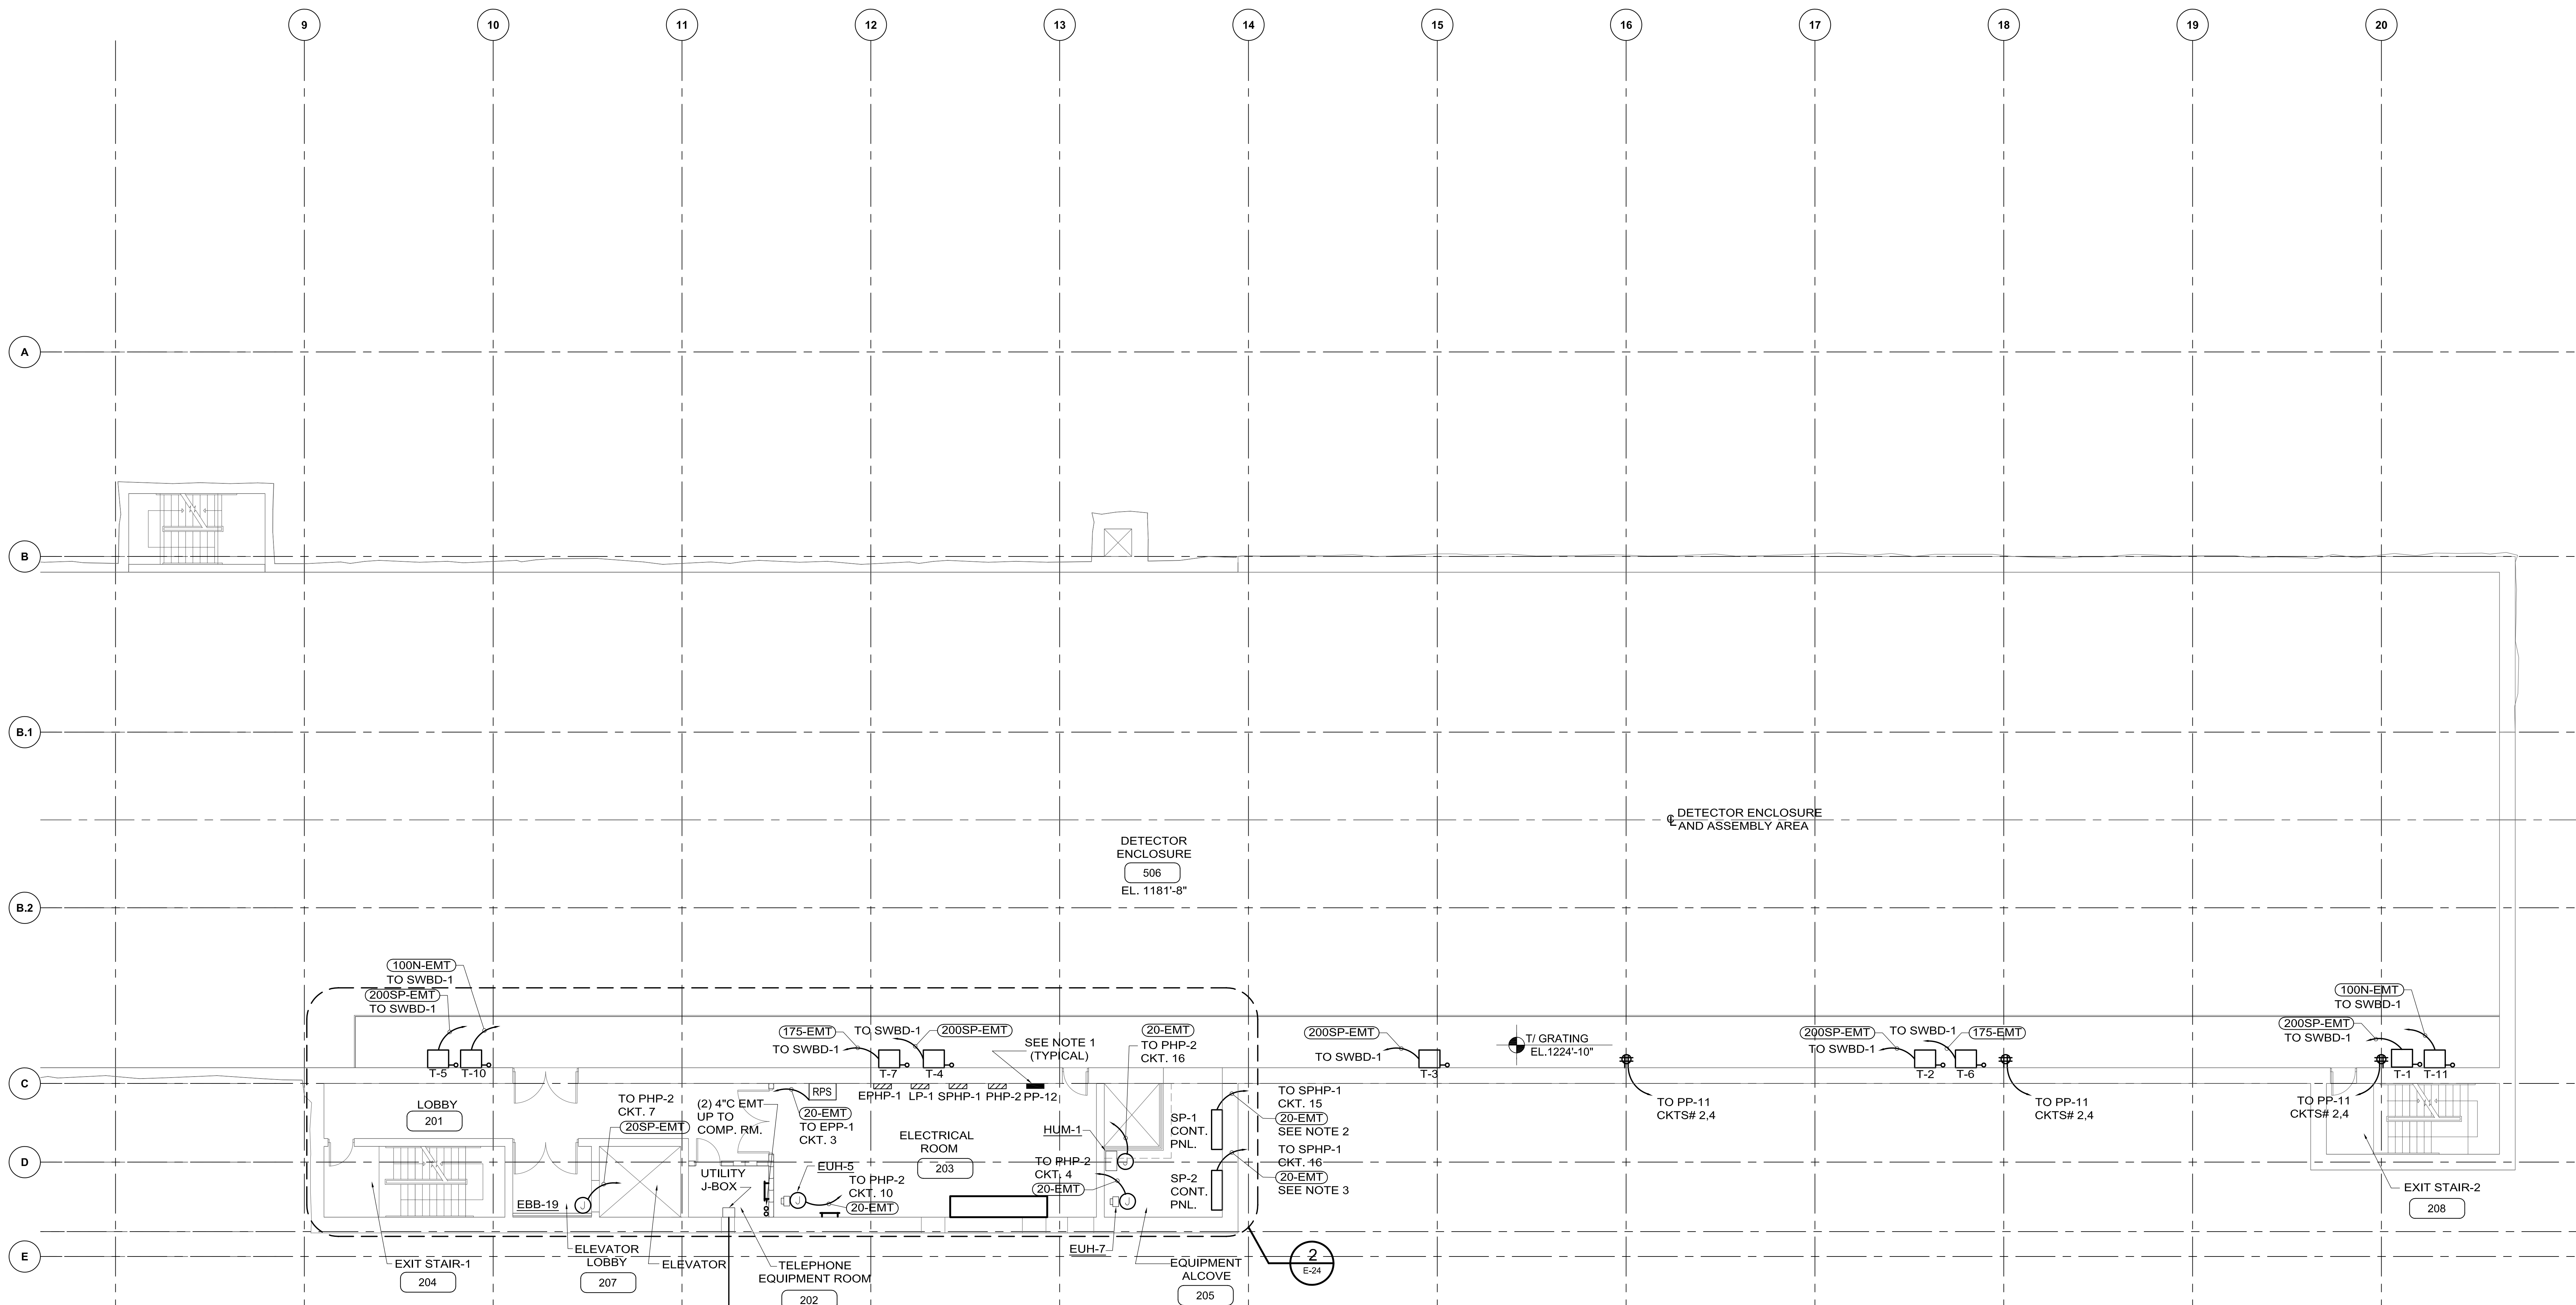 9
10
11
12
13
14
15
16
17
18
19
20
A
B
B.1
℄ DETECTOR ENCLOSURE
AND ASSEMBLY AREA
DETECTOR
ENCLOSURE
506
EL. 1181'-8"
B.2
100N-EMT
TO SWBD-1
200SP-EMT
TO SWBD-1
T-5
T-10
175-EMT
TO SWBD-1
T-7
TO SWBD-1
200SP-EMT
T-4
SEE NOTE 1
(TYPICAL)
20-EMT
TO PHP-2
CKT. 16
200SP-EMT
TO SWBD-1
T-3
T/ GRATING
EL.1224'-10"
200SP-EMT
TO SWBD-1
T-2
TO SWBD-1
175-EMT
T-6
100N-EMT
TO SWBD-1
200SP-EMT
TO SWBD-1
T-1
T-11
C
LOBBY
201
TO PHP-2
CKT. 7
20SP-EMT
(2) 4"C EMT
UP TO
COMP. RM.
RPS
20-EMT
TO EPP-1
CKT. 3
EPHP-1
LP-1
SPHP-1
PHP-2
PP-12
ELECTRICAL
ROOM
203
HUM-1
SP-1
CONT.
PNL.
TO SPHP-1
CKT. 15
20-EMT
SEE NOTE 2
TO PP-11
CKTS# 2,4
TO PP-11
CKTS# 2,4
TO PP-11
CKTS# 2,4
D
UTILITY
J-BOX
EUH-5
J
TO PHP-2
CKT. 10
20-EMT
TO PHP-2
CKT. 4
20-EMT
J
J
SP-2
CONT.
PNL.
TO SPHP-1
CKT. 16
20-EMT
SEE NOTE 3
EBB-19
J
EXIT STAIR-2
208
E
EXIT STAIR-1
204
ELEVATOR
LOBBY
207
ELEVATOR
TELEPHONE
EQUIPMENT ROOM
202
EUH-7
EQUIPMENT
ALCOVE
205
2
E-24